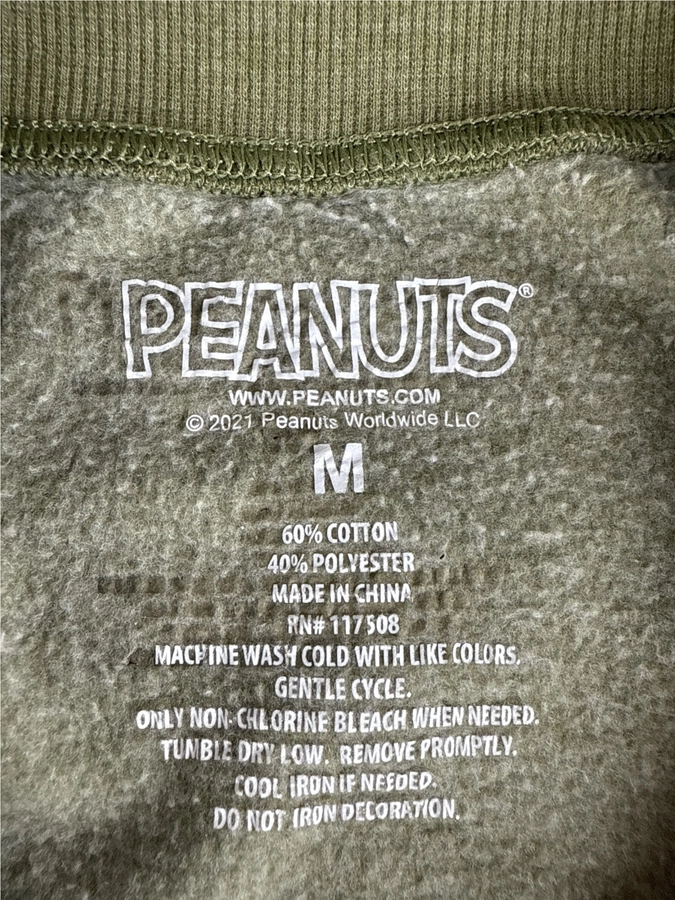 PEANUTS®
WWW.PEANUTS.COM
© 2021 Peanuts Worldwide LLC
M
60% COTTON
40% POLYESTER
MADE IN CHINA
RN# 117508
MACHINE WASH COLD WITH LIKE COLORS.
GENTLE CYCLE.
ONLY NON-CHLORINE BLEACH WHEN NEEDED.
TUMBLE DRY LOW. REMOVE PROMPTLY.
COOL IRON IF NEEDED.
DO NOT IRON DECORATION.